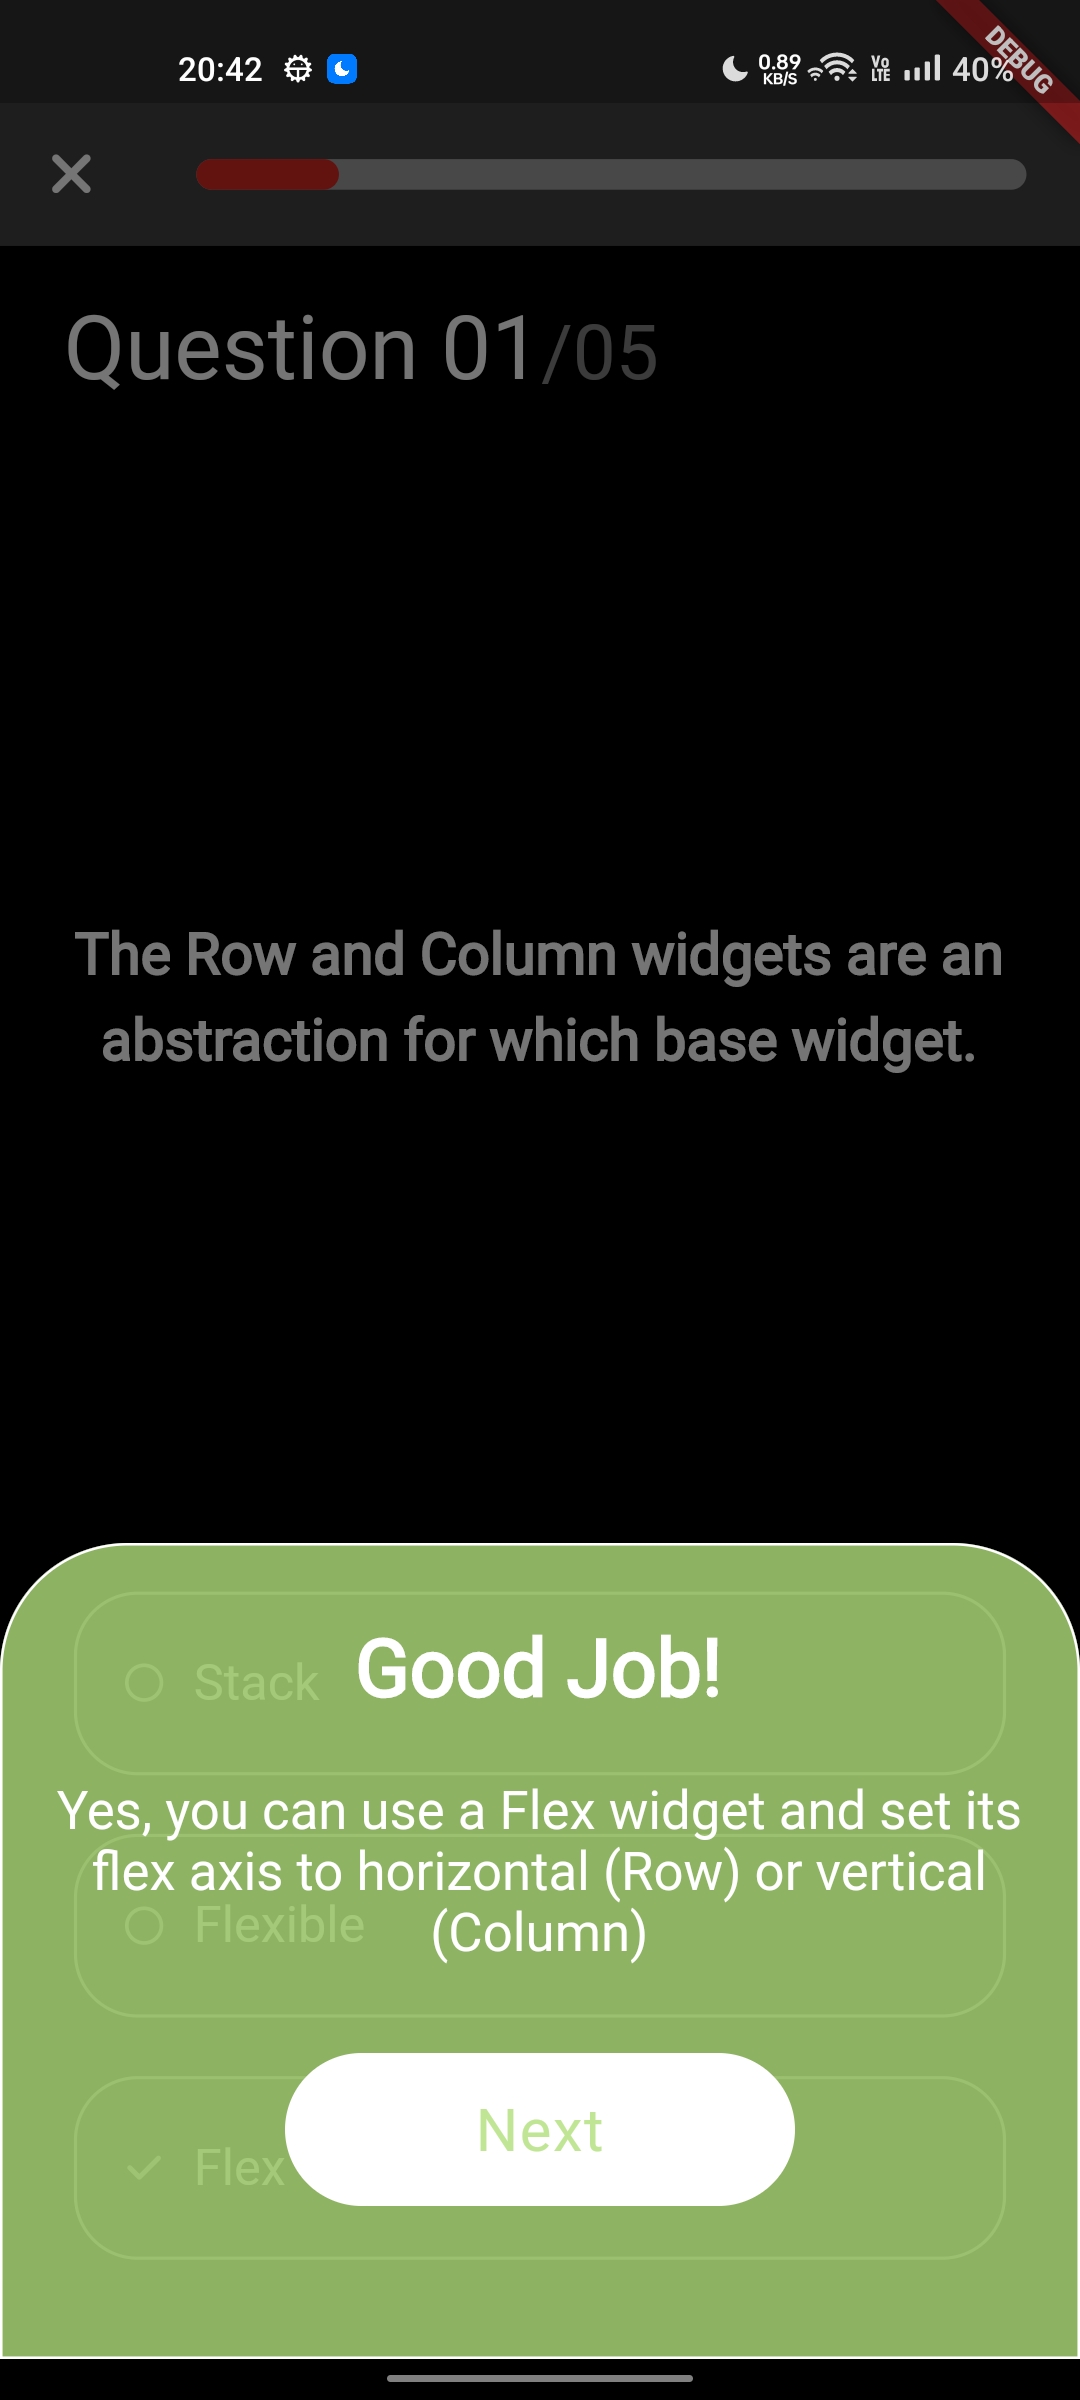 20:42
0.89 KB/S
Vo LTE
40%
DEBUG
Question 01/05
The Row and Column widgets are an
abstraction for which base widget.
Stack
Good Job!
Yes, you can use a Flex widget and set its
flex axis to horizontal (Row) or vertical
(Column)
Flexible
Flex
Next